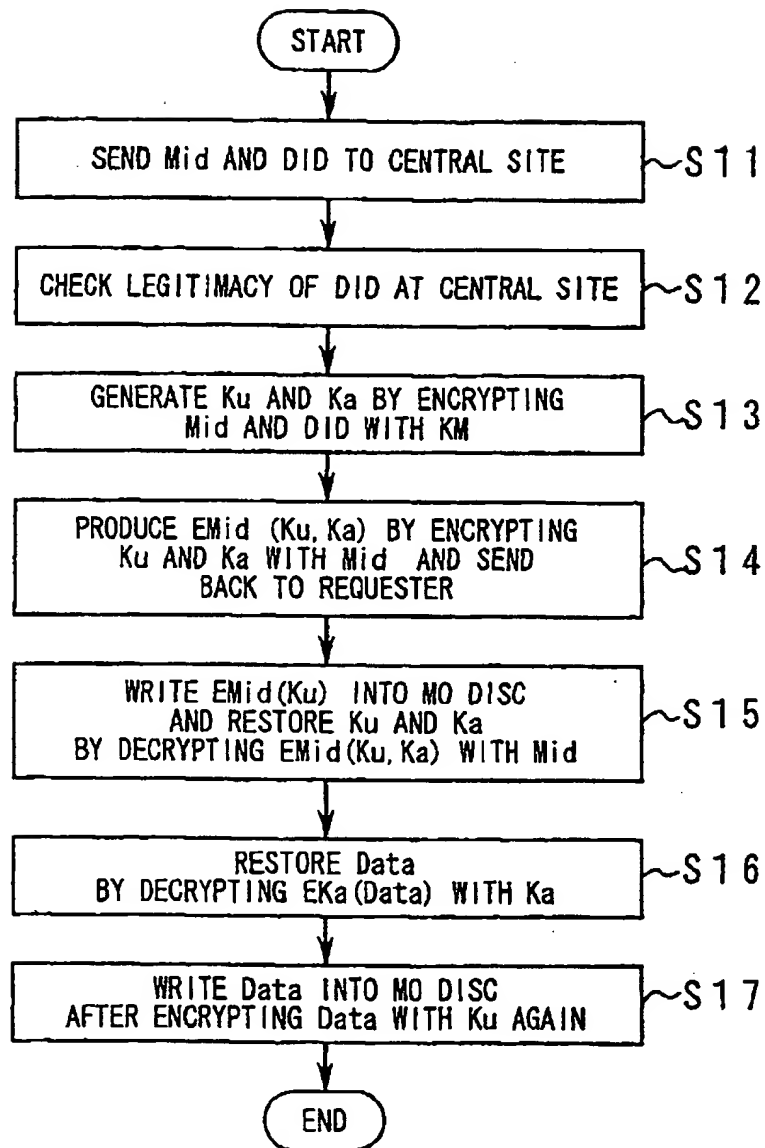 START
SEND Mid AND DID TO CENTRAL SITE
S11
CHECK LEGITIMACY OF DID AT CENTRAL SITE
S12
GENERATE Ku AND Ka BY ENCRYPTING
Mid AND DID WITH KM
S13
PRODUCE EMid (Ku,Ka) BY ENCRYPTING
Ku AND Ka WITH Mid AND SEND
BACK TO REQUESTER
S14
WRITE EMid(Ku) INTO MO DISC
AND RESTORE Ku AND Ka
BY DECRYPTING EMid(Ku,Ka) WITH Mid
S15
RESTORE Data
BY DECRYPTING EKa(Data) WITH Ka
S16
WRITE Data INTO MO DISC
AFTER ENCRYPTING Data WITH Ku AGAIN
S17
END